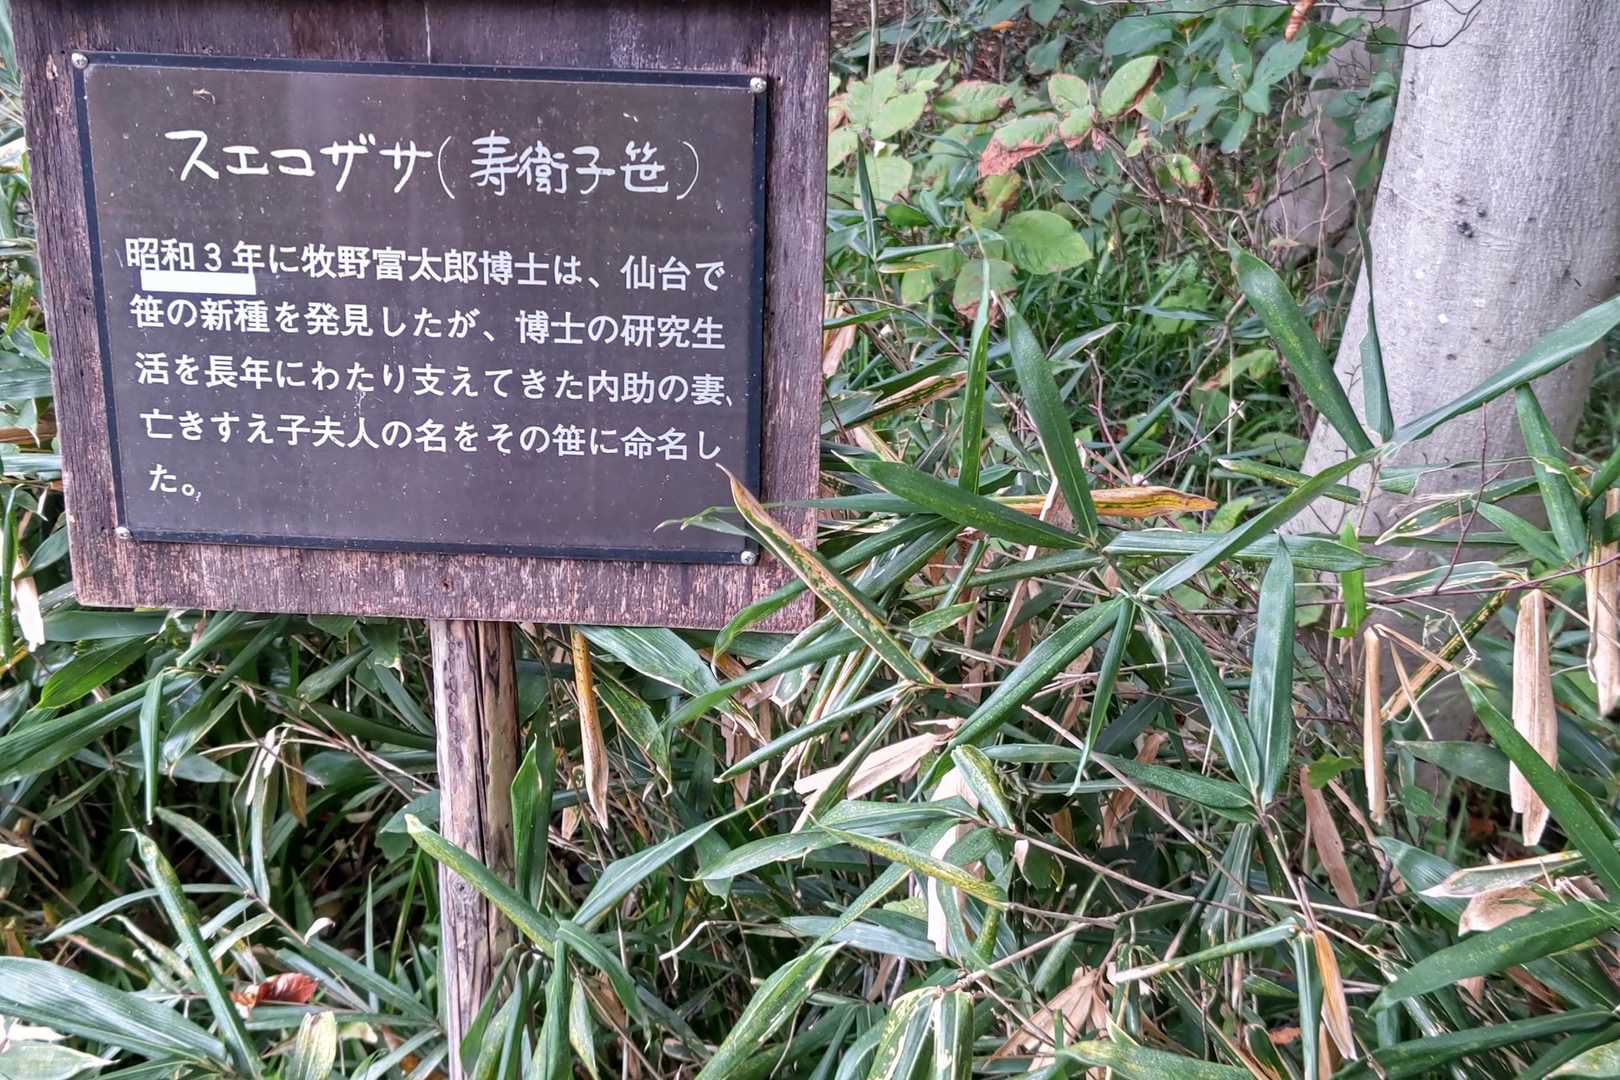 スエコザサ(寿衛子笹)
昭和3年に牧野富太郎博士は、仙台で
笹の新種を発見したが、博士の研究生
活を長年にわたり支えてきた内助の妻、
亡きすえ子夫人の名をその笹に命名し
た。